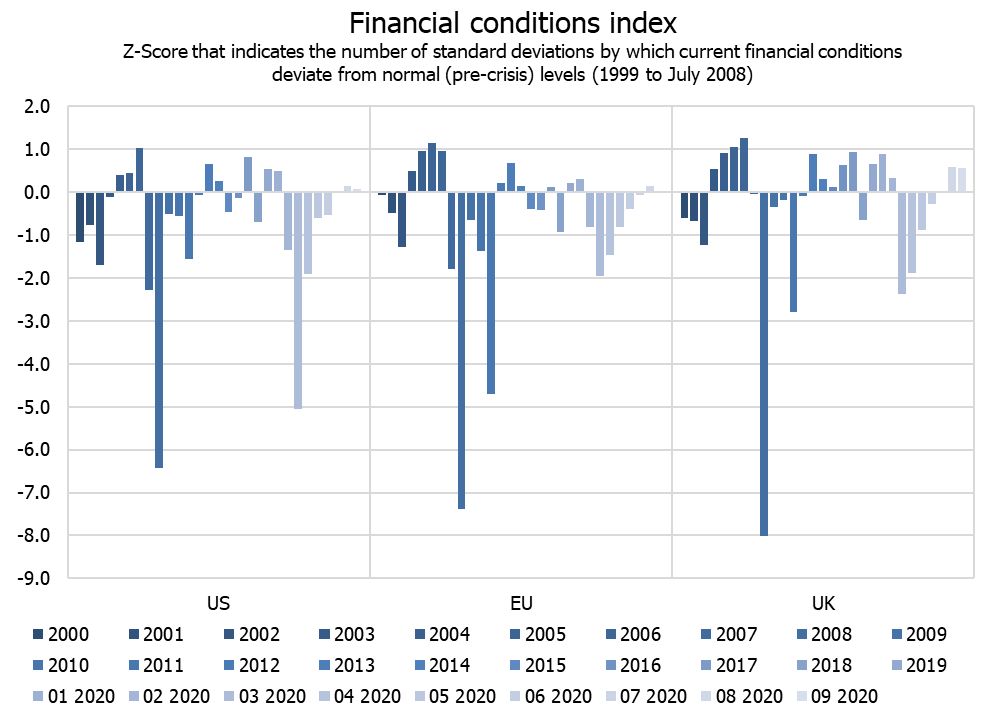 Financial conditions index
Z-Score that indicates the number of standard deviations by which current financial conditions
deviate from normal (pre-crisis) levels (1999 to July 2008)
2.0
1.0
0.0
-1.0
-2.0
-3.0
-4.0
-5.0
-6.0
-7.0
-8.0
-9.0
US EU UK
2000 2001 2002 2003 2004 2005 2006 2007 2008 2009
2010 2011 2012 2013 2014 2015 2016 2017 2018 2019
01 2020 02 2020 03 2020 04 2020 05 2020 06 2020 07 2020 08 2020 09 2020